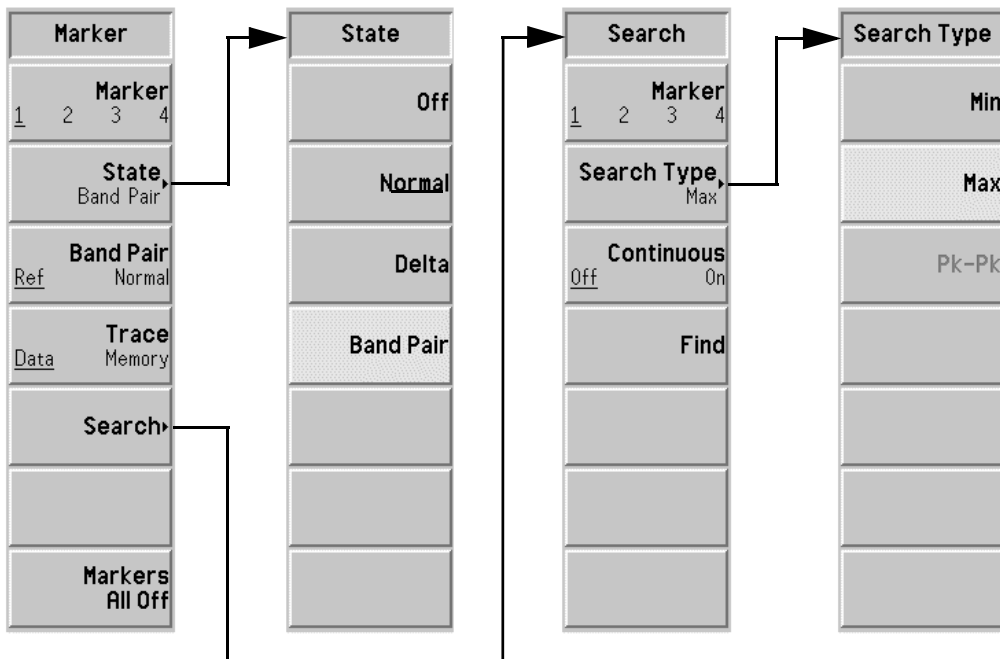 Marker
Marker
1 2 3 4
State
Band Pair
Band Pair
Ref Normal
Trace
Data Memory
Search
Markers
All Off
State
Off
Normal
Delta
Band Pair
Search
Marker
1 2 3 4
Search Type
Max
Continuous
Off On
Find
Search Type
Min
Max
Pk-Pk